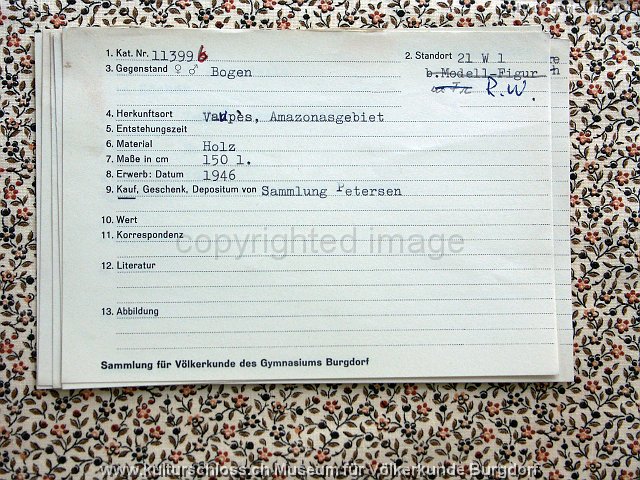 1. Kat. Nr. 11399 b 2. Standort 21 W 1
3. Gegenstand ♀ ♂ Bogen b.Modell-Figur
R.W.
4. Herkunftsort Vaupès, Amazonasgebiet
5. Entstehungszeit
6. Material Holz
7. Maße in cm 150 l.
8. Erwerb: Datum 1946
9. Kauf, Geschenk, Depositum von Sammlung Petersen
10. Wert
11. Korrespondenz
copyrighted image
12. Literatur
13. Abbildung
Sammlung für Völkerkunde des Gymnasiums Burgdorf
www.kulturschloss.ch Museum für Völkerkunde Burgdorf